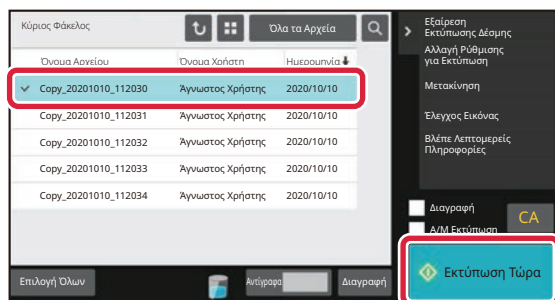 Κύριος Φάκελος
Όλα τα Αρχεία
Όνομα Αρχείου Όνομα Χρήστη Ημερομηνία
Copy_20201010_112030 Άγνωστος Χρήστης 2020/10/10
Copy_20201010_112031 Άγνωστος Χρήστης 2020/10/10
Copy_20201010_112032 Άγνωστος Χρήστης 2020/10/10
Copy_20201010_112033 Άγνωστος Χρήστης 2020/10/10
Copy_20201010_112034 Άγνωστος Χρήστης 2020/10/10
Επιλογή Όλων
Αντίγραφα
Διαγραφή
Εξαίρεση
Εκτύπωσης Δέσμης
Αλλαγή Ρύθμισης
για Εκτύπωση
Μετακίνηση
Έλεγχος Εικόνας
Βλέπε Λεπτομερείς
Πληροφορίες
Διαγραφή
Α/Μ Εκτύπωση
CA
Εκτύπωση Τώρα